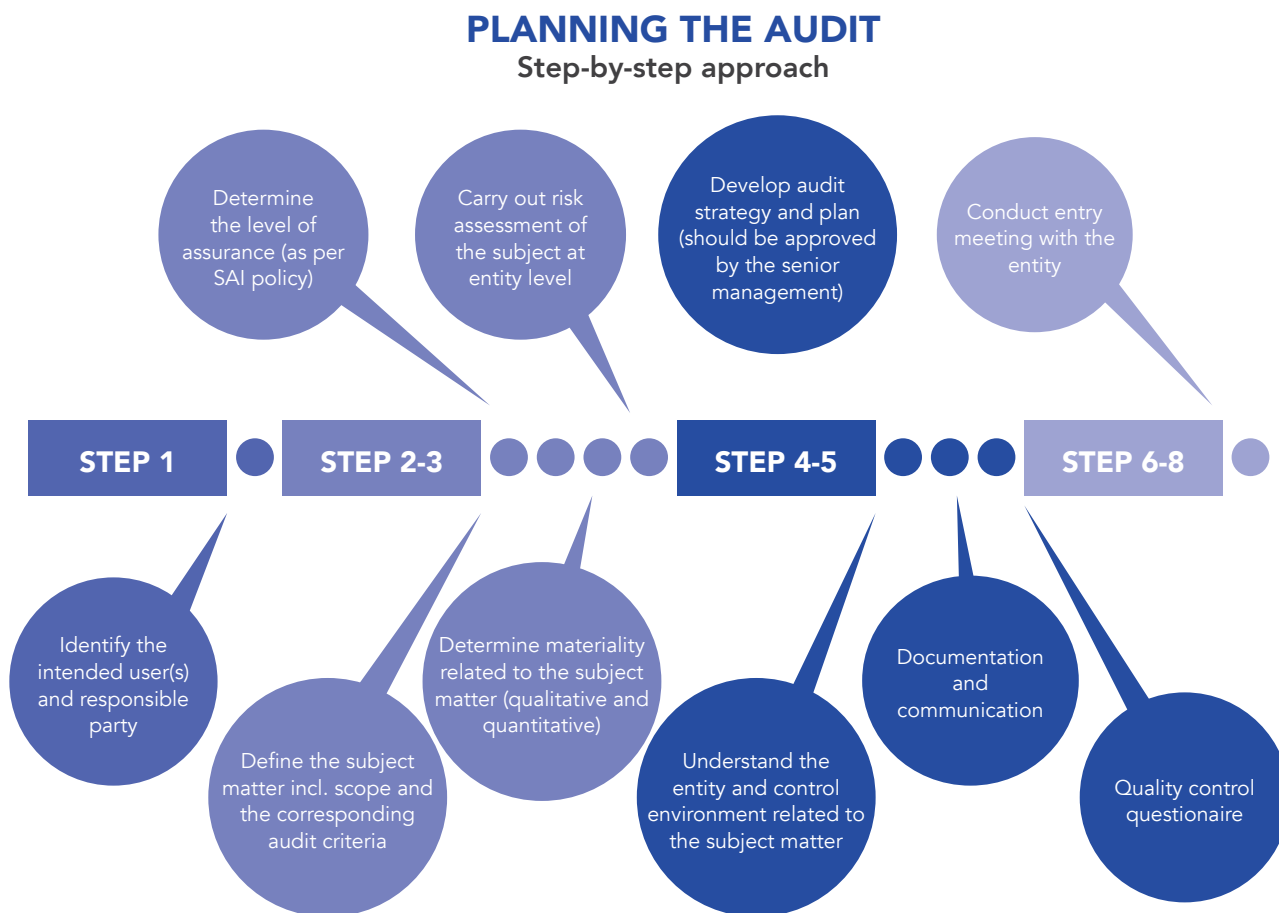 PLANNING THE AUDIT
Step-by-step approach
Determine
the level of
assurance (as per
SAI policy)
Carry out risk
assessment of
the subject at
entity level
Develop audit
strategy and plan
(should be approved
by the senior
management)
Conduct entry
meeting with the
entity
STEP 1
STEP 2-3
STEP 4-5
STEP 6-8
Identify the
intended user(s)
and responsible
party
Define the subject
matter incl. scope and
the corresponding
audit criteria
Determine materiality
related to the subject
matter (qualitative and
quantitative)
Understand the
entity and control
environment related to
the subject matter
Documentation
and
communication
Quality control
questionaire